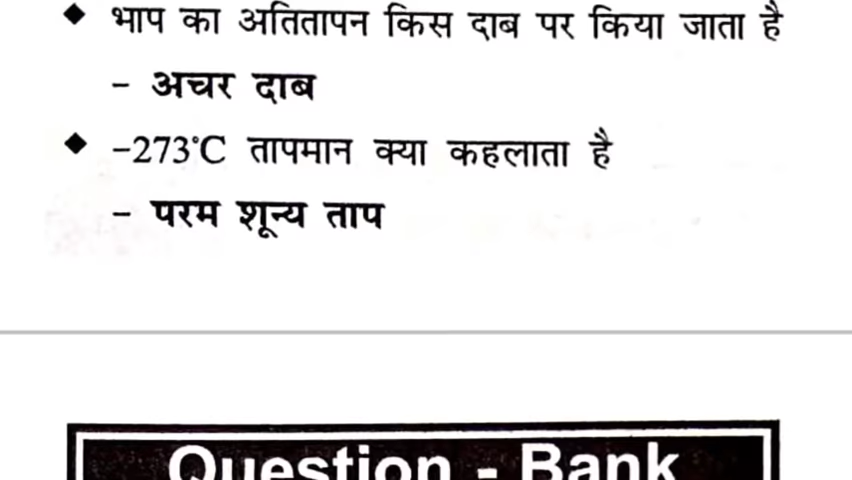 ◆ भाप का अतितापन किस दाब पर किया जाता है
– अचर दाब
◆ –273°C तापमान क्या कहलाता है
– परम शून्य ताप
Question - Bank